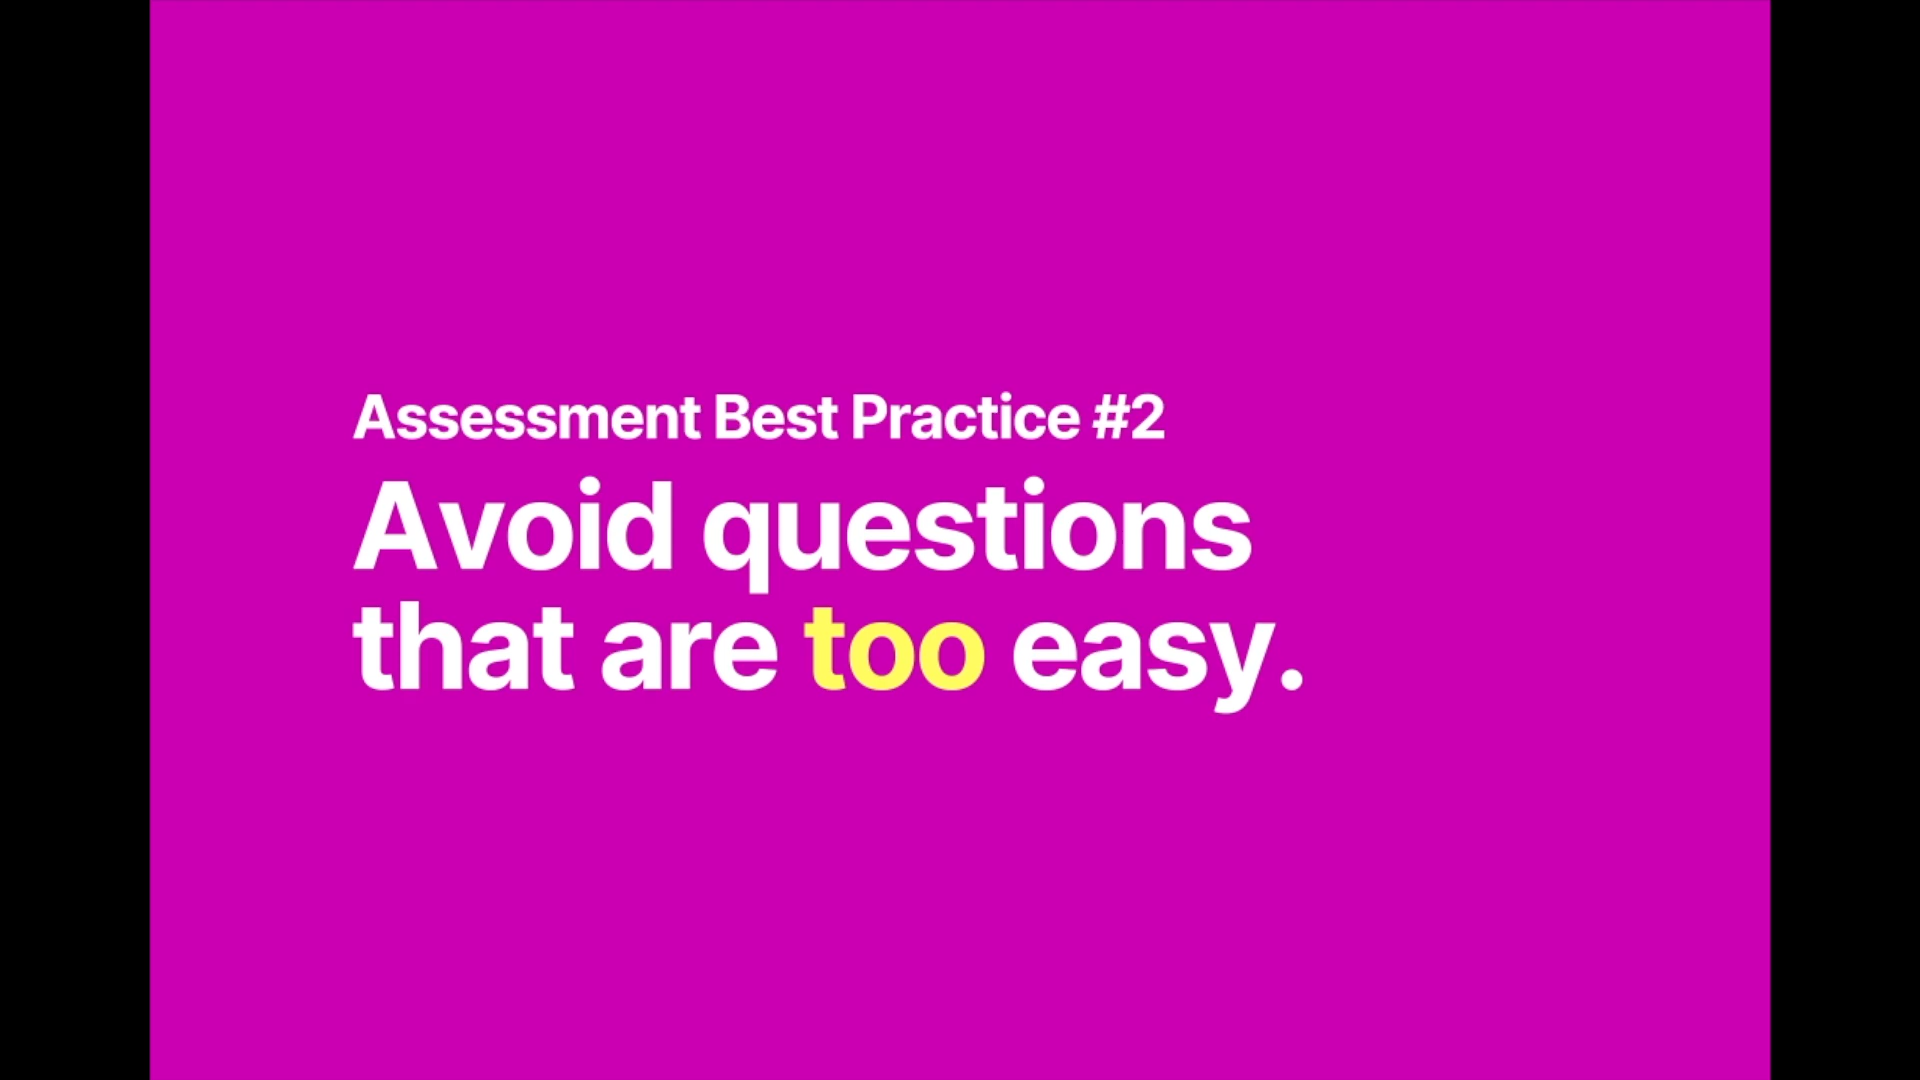 Assessment Best Practice #2
Avoid questions
that are too easy.